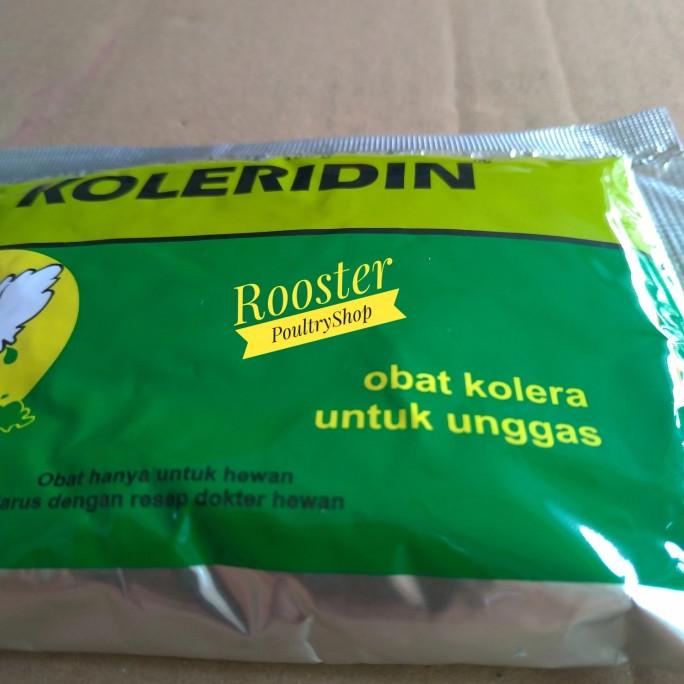 KOLERIDIN
Rooster
PoultryShop
obat kolera
untuk unggas
Obat hanya untuk hewan
dengan resep dokter hewan